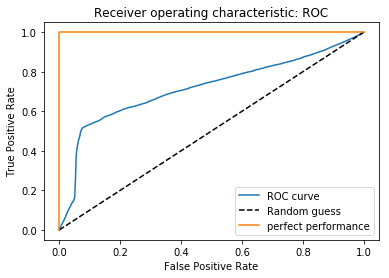 Receiver operating characteristic: ROC
True Positive Rate
1.0
0.8
0.6
0.4
0.2
0.0
ROC curve
Random guess
perfect performance
0.0 0.2 0.4 0.6 0.8 1.0
False Positive Rate